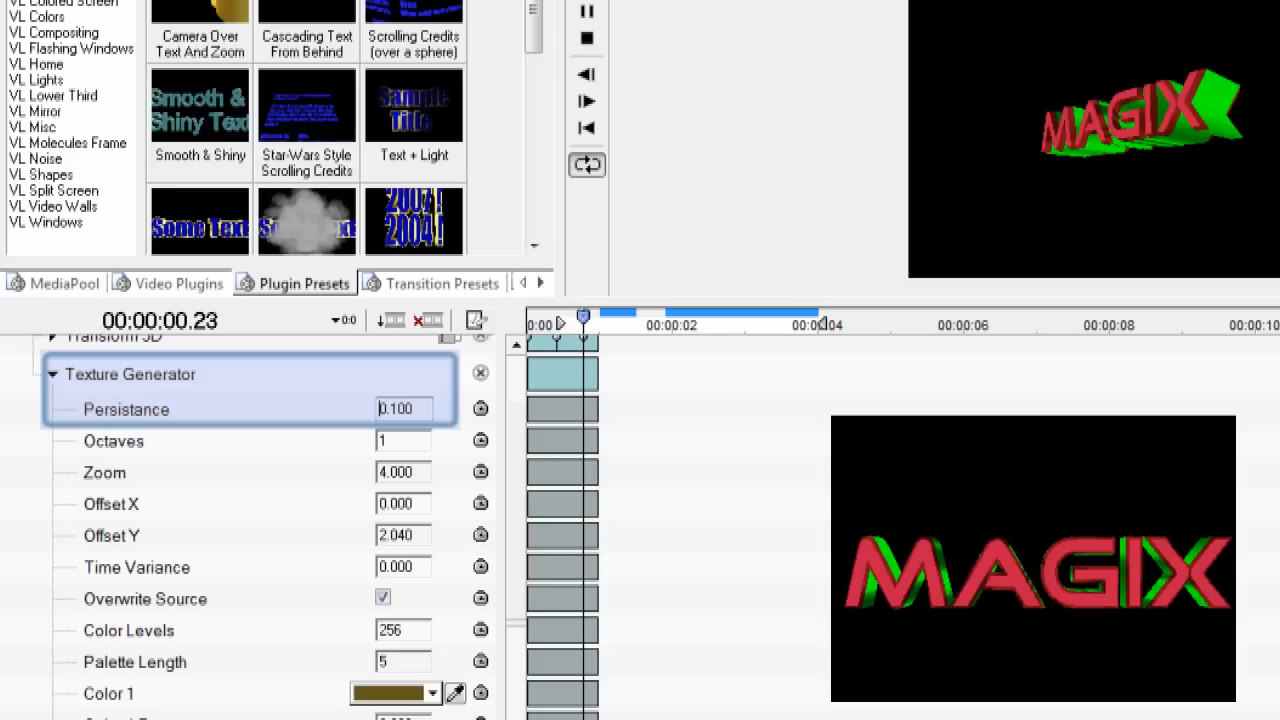 VL Colored Screen
VL Colors
VL Compositing
VL Flashing Windows
VL Home
VL Lights
VL Lower Third
VL Mirror
VL Misc
VL Molecules Frame
VL Noise
VL Shapes
VL Split Screen
VL Video Walls
VL Windows
Camera Over
Text And Zoom
Cascading Text
From Behind
Scrolling Credits
(over a sphere)
Smooth &
Shiny Text
Sample
Title
Smooth & Shiny
Star-Wars Style
Scrolling Credits
Text + Light
Some Text
2004!
MAGIX
MediaPool
Video Plugins
Plugin Presets
Transition Presets
00:00:00.23
0:0
0:00
00:00:02
00:00:04
00:00:06
00:00:08
00:00:10
Transform 3D
Texture Generator
Persistance 0.100
Octaves 1
Zoom 4.000
Offset X 0.000
Offset Y 2.040
Time Variance 0.000
Overwrite Source
Color Levels 256
Palette Length 5
Color 1
MAGIX